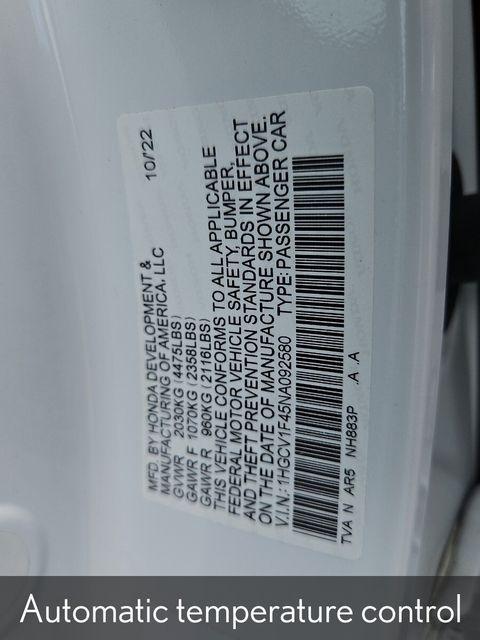 MFD. BY HONDA DEVELOPMENT & 10/22
MANUFACTURING OF AMERICA, LLC
GVWR 2030KG (4475LBS)
GAWR F 1070KG (2358LBS)
GAWR R 960KG (2116LBS)
THIS VEHICLE CONFORMS TO ALL APPLICABLE
FEDERAL MOTOR VEHICLE SAFETY, BUMPER,
AND THEFT PREVENTION STANDARDS IN EFFECT
ON THE DATE OF MANUFACTURE SHOWN ABOVE.
V.I.N.: 1HGCV1F45NA092580 TYPE: PASSENGER CAR
TVA N AR5 NH883P .A .A
Automatic temperature control